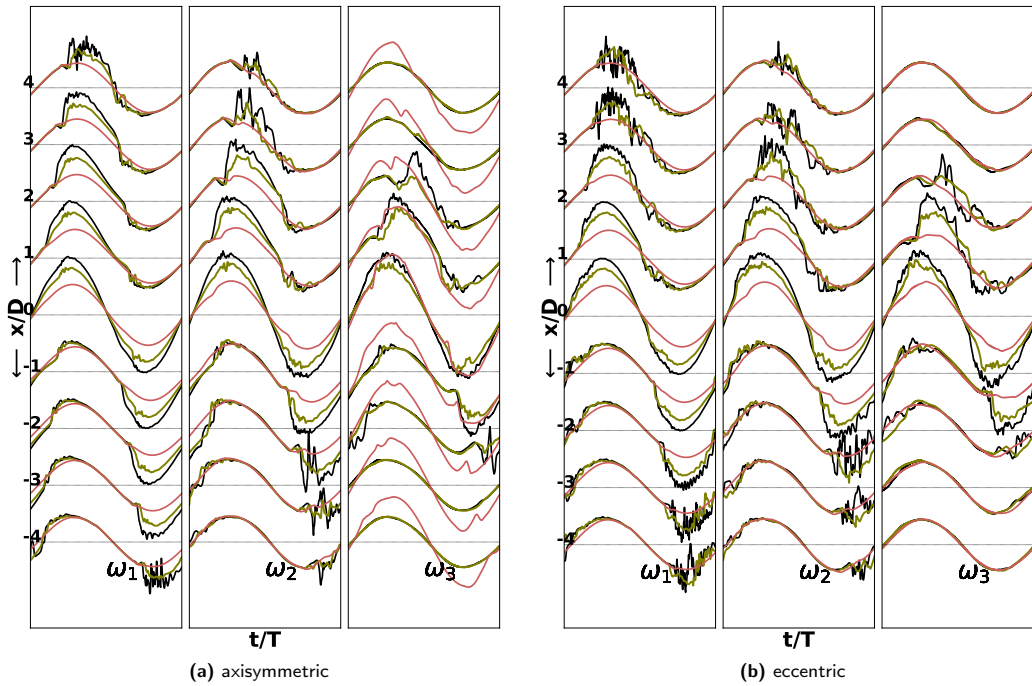 4
3
2
1
0
-1
-2
-3
-4
← x/D →
ω₁ ω₂ ω₃
t/T
(a) axisymmetric
4
3
2
1
0
-1
-2
-3
-4
← x/D →
ω₁ ω₂ ω₃
t/T
(b) eccentric